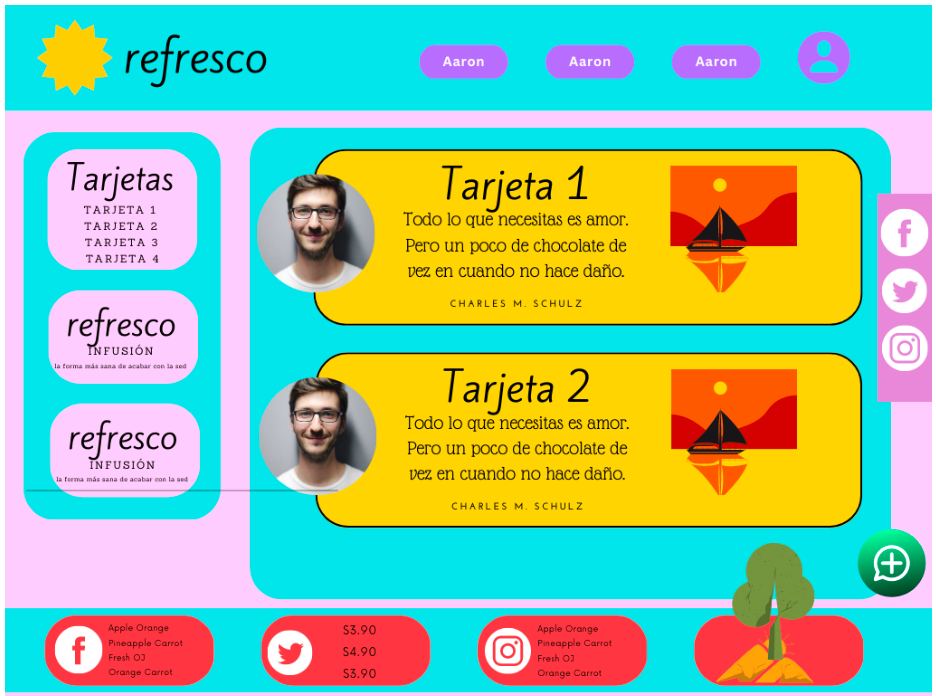 refresco
Aaron
Aaron
Aaron
Tarjetas
TARJETA 1
TARJETA 2
TARJETA 3
TARJETA 4
refresco
INFUSIÓN
la forma más sana de acabar con la sed
refresco
INFUSIÓN
la forma más sana de acabar con la sed
Tarjeta 1
Todo lo que necesitas es amor.
Pero un poco de chocolate de
vez en cuando no hace daño.
CHARLES M. SCHULZ
Tarjeta 2
Todo lo que necesitas es amor.
Pero un poco de chocolate de
vez en cuando no hace daño.
CHARLES M. SCHULZ
Apple Orange
Pineapple Carrot
Fresh OJ
Orange Carrot
$3.90
$4.90
$3.90
Apple Orange
Pineapple Carrot
Fresh OJ
Orange Carrot